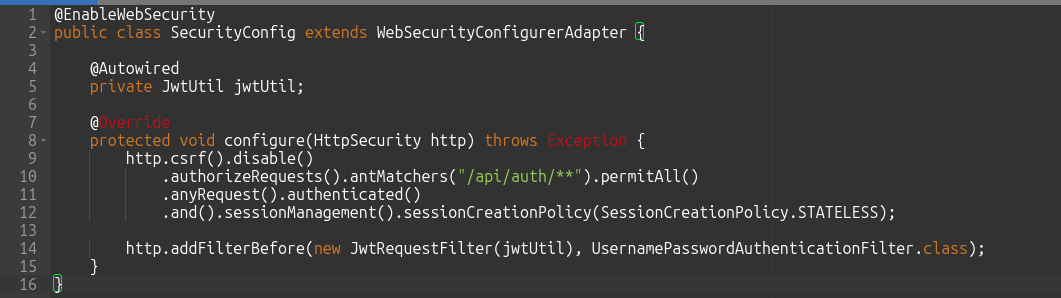 1 @EnableWebSecurity
2 public class SecurityConfig extends WebSecurityConfigurerAdapter {
3
4     @Autowired
5     private JwtUtil jwtUtil;
6
7     @Override
8     protected void configure(HttpSecurity http) throws Exception {
9         http.csrf().disable()
10             .authorizeRequests().antMatchers("/api/auth/**").permitAll()
11             .anyRequest().authenticated()
12             .and().sessionManagement().sessionCreationPolicy(SessionCreationPolicy.STATELESS);
13
14         http.addFilterBefore(new JwtRequestFilter(jwtUtil), UsernamePasswordAuthenticationFilter.class);
15     }
16 }